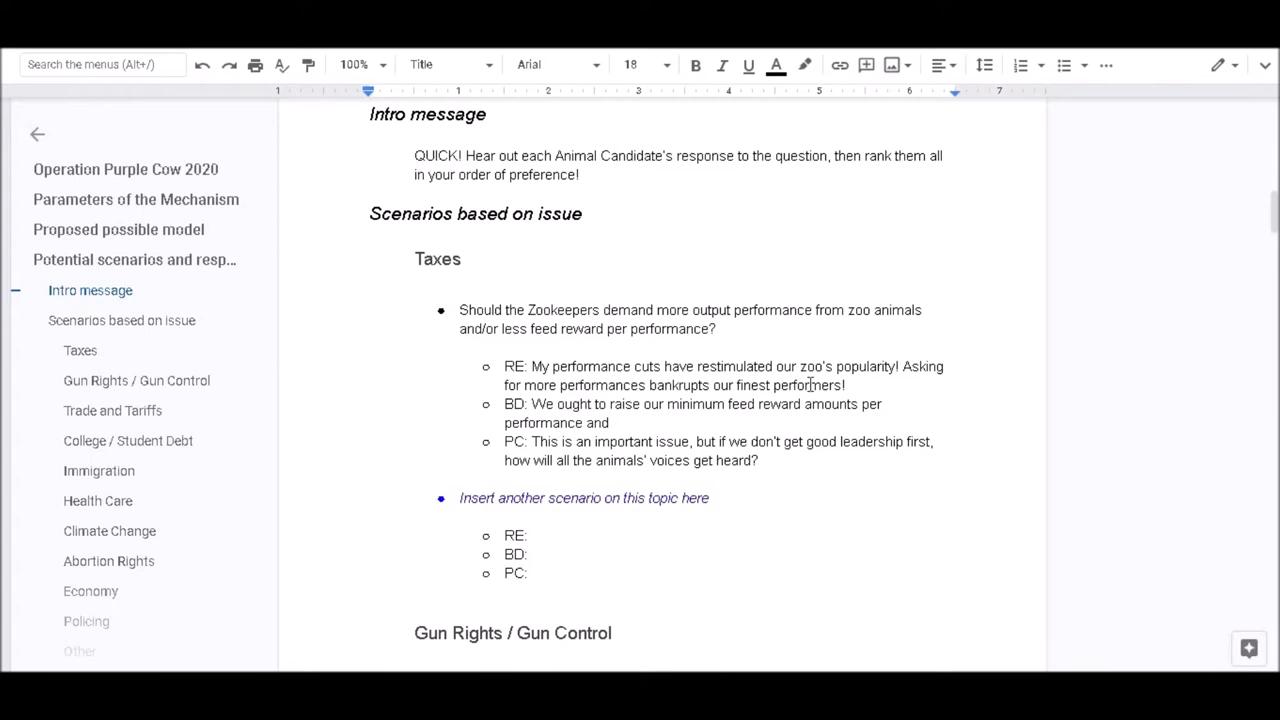 Search the menus (Alt+/)
100%
Title
Arial
18
B I U A
1 1 2 3 4 5 6 7
Intro message
QUICK! Hear out each Animal Candidate's response to the question, then rank them all
in your order of preference!
Scenarios based on issue
Taxes
Should the Zookeepers demand more output performance from zoo animals
and/or less feed reward per performance?
RE: My performance cuts have restimulated our zoo's popularity! Asking
for more performances bankrupts our finest performers!
BD: We ought to raise our minimum feed reward amounts per
performance and
PC: This is an important issue, but if we don't get good leadership first,
how will all the animals' voices get heard?
Insert another scenario on this topic here
RE:
BD:
PC:
Gun Rights / Gun Control
Operation Purple Cow 2020
Parameters of the Mechanism
Proposed possible model
Potential scenarios and resp...
Intro message
Scenarios based on issue
Taxes
Gun Rights / Gun Control
Trade and Tariffs
College / Student Debt
Immigration
Health Care
Climate Change
Abortion Rights
Economy
Policing
Other